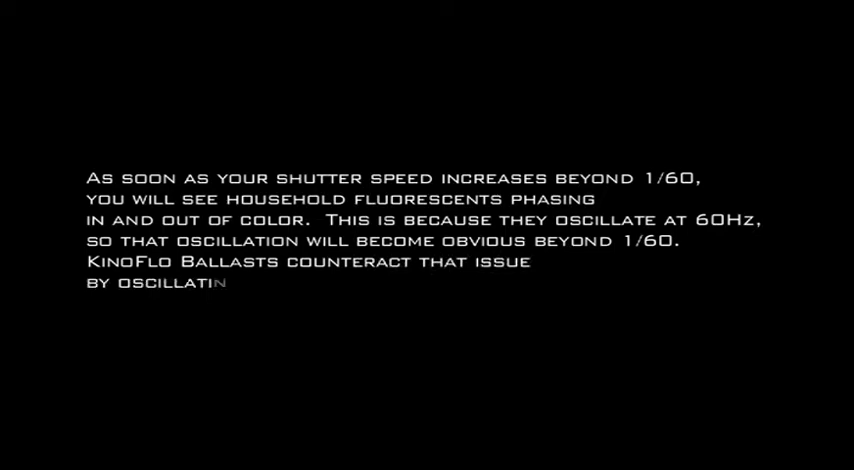 As soon as your shutter speed increases beyond 1/60,
you will see household fluorescents phasing
in and out of color. This is because they oscillate at 60Hz,
so that oscillation will become obvious beyond 1/60.
KinoFlo Ballasts counteract that issue
by oscillatin